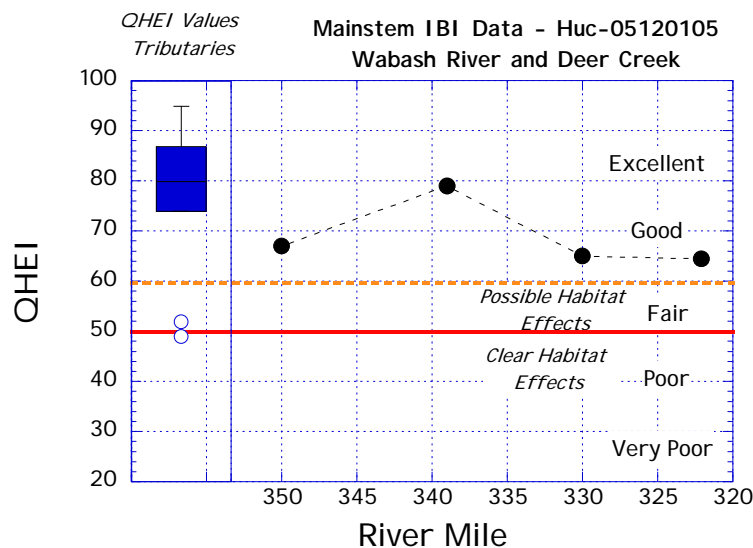 QHEI Values
Tributaries
Mainstem IBI Data - Huc-05120105
Wabash River and Deer Creek
100
90
80
70
60
50
40
30
20
QHEI
Excellent
Good
Possible Habitat
Effects
Fair
Clear Habitat
Effects
Poor
Very Poor
350 345 340 335 330 325 320
River Mile